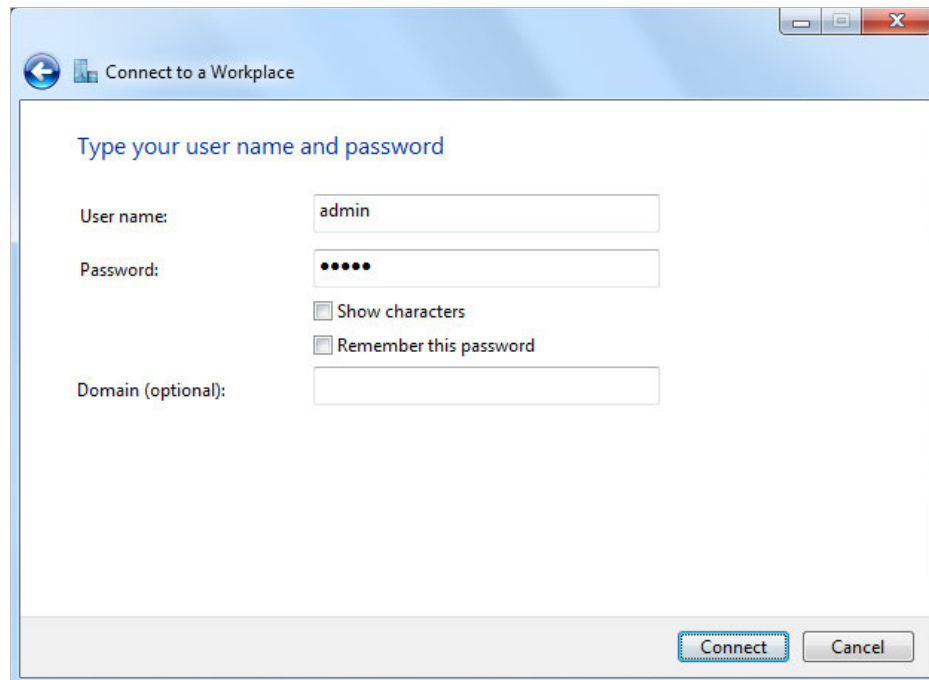 Connect to a Workplace
Type your user name and password
User name: admin
Password: •••••
Show characters
Remember this password
Domain (optional):
Connect Cancel